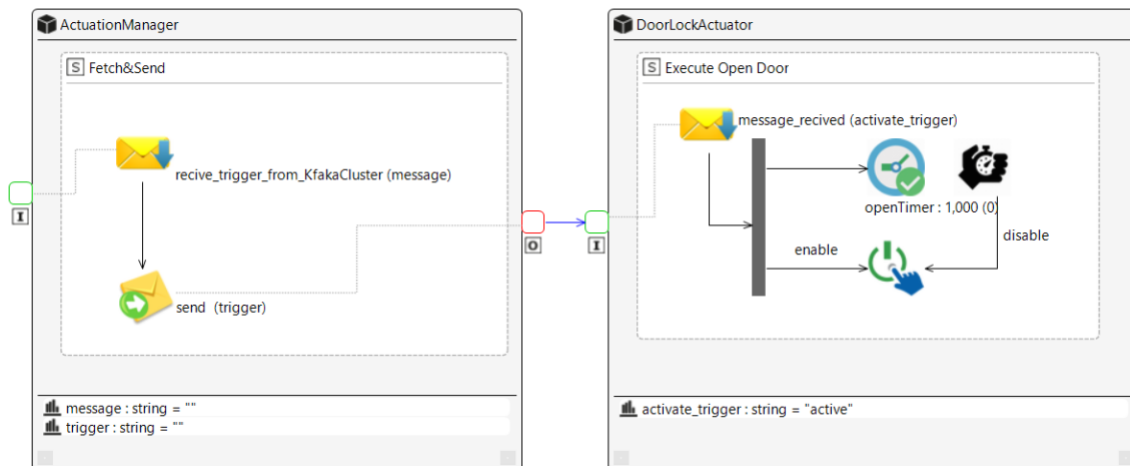 ActuationManager
S Fetch&Send
recive_trigger_from_KfakaCluster (message)
send (trigger)
I
O
message : string = ""
trigger : string = ""
DoorLockActuator
S Execute Open Door
message_recived (activate_trigger)
openTimer : 1,000 (0)
enable
disable
I
activate_trigger : string = "active"